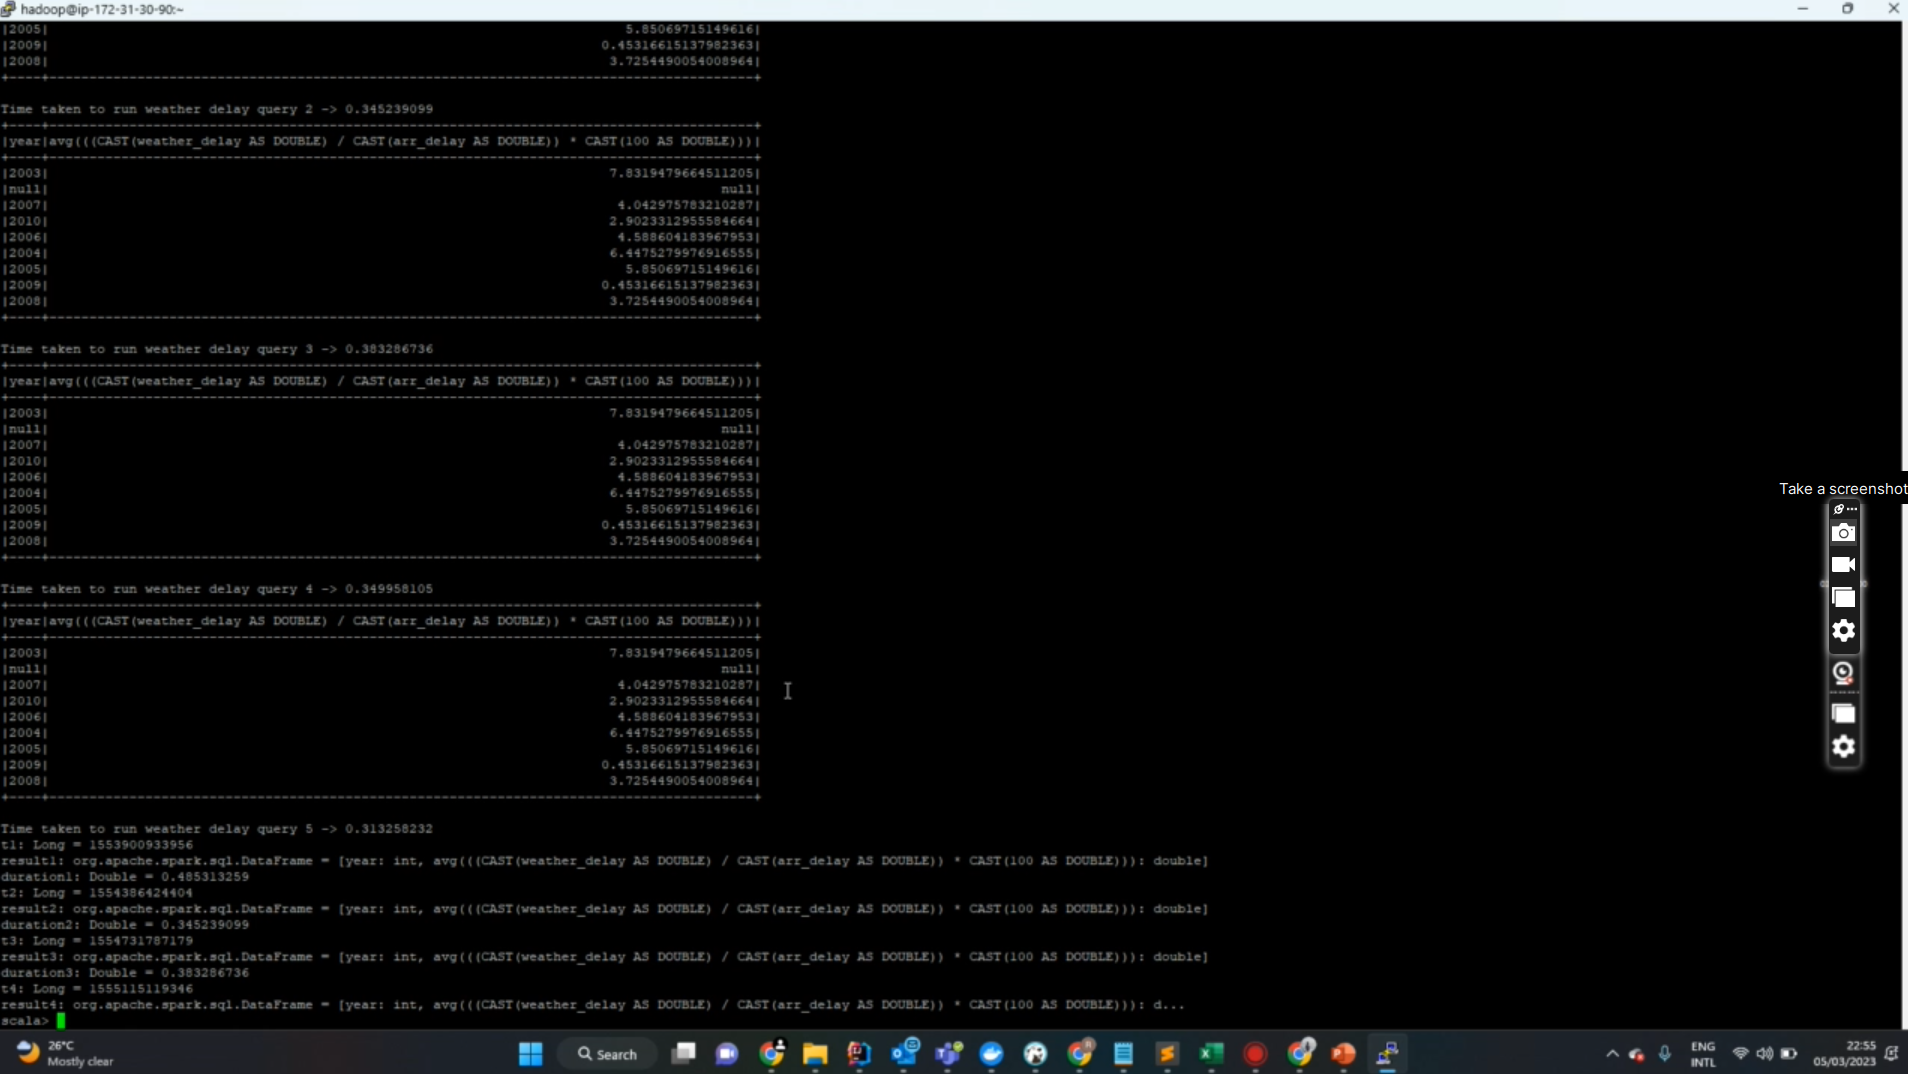 hadoop@ip-172-31-30-90:~
|2005| 5.85069715149616|
|2009| 0.45316615137982363|
|2008| 3.7254490054008964|
+----+--------------------------------------------------------------------------------+
Time taken to run weather delay query 2 -> 0.345239099
+----+--------------------------------------------------------------------------------+
|year|avg(((CAST(weather_delay AS DOUBLE) / CAST(arr_delay AS DOUBLE)) * CAST(100 AS DOUBLE)))|
+----+--------------------------------------------------------------------------------+
|2003| 7.8319479664511205|
|null| null|
|2007| 4.042975783210287|
|2010| 2.9023312955584664|
|2006| 4.588604183967953|
|2004| 6.4475279976916555|
|2005| 5.85069715149616|
|2009| 0.45316615137982363|
|2008| 3.7254490054008964|
+----+--------------------------------------------------------------------------------+
Time taken to run weather delay query 3 -> 0.383286736
+----+--------------------------------------------------------------------------------+
|year|avg(((CAST(weather_delay AS DOUBLE) / CAST(arr_delay AS DOUBLE)) * CAST(100 AS DOUBLE)))|
+----+--------------------------------------------------------------------------------+
|2003| 7.8319479664511205|
|null| null|
|2007| 4.042975783210287|
|2010| 2.9023312955584664|
|2006| 4.588604183967953|
|2004| 6.4475279976916555|
|2005| 5.85069715149616|
|2009| 0.45316615137982363|
|2008| 3.7254490054008964|
+----+--------------------------------------------------------------------------------+
Time taken to run weather delay query 4 -> 0.349958105
+----+--------------------------------------------------------------------------------+
|year|avg(((CAST(weather_delay AS DOUBLE) / CAST(arr_delay AS DOUBLE)) * CAST(100 AS DOUBLE)))|
+----+--------------------------------------------------------------------------------+
|2003| 7.8319479664511205|
|null| null|
|2007| 4.042975783210287|
|2010| 2.9023312955584664|
|2006| 4.588604183967953|
|2004| 6.4475279976916555|
|2005| 5.85069715149616|
|2009| 0.45316615137982363|
|2008| 3.7254490054008964|
+----+--------------------------------------------------------------------------------+
Time taken to run weather delay query 5 -> 0.313258232
t1: Long = 1553900933956
result1: org.apache.spark.sql.DataFrame = [year: int, avg(((CAST(weather_delay AS DOUBLE) / CAST(arr_delay AS DOUBLE)) * CAST(100 AS DOUBLE))): double]
duration1: Double = 0.485313259
t2: Long = 1554386424404
result2: org.apache.spark.sql.DataFrame = [year: int, avg(((CAST(weather_delay AS DOUBLE) / CAST(arr_delay AS DOUBLE)) * CAST(100 AS DOUBLE))): double]
duration2: Double = 0.345239099
t3: Long = 1554731787179
result3: org.apache.spark.sql.DataFrame = [year: int, avg(((CAST(weather_delay AS DOUBLE) / CAST(arr_delay AS DOUBLE)) * CAST(100 AS DOUBLE))): double]
duration3: Double = 0.383286736
t4: Long = 1555115119346
result4: org.apache.spark.sql.DataFrame = [year: int, avg(((CAST(weather_delay AS DOUBLE) / CAST(arr_delay AS DOUBLE)) * CAST(100 AS DOUBLE))): d...
scala>
Take a screenshot
26°C
Mostly clear
Search
ENG
INTL
22:55
05/03/2023